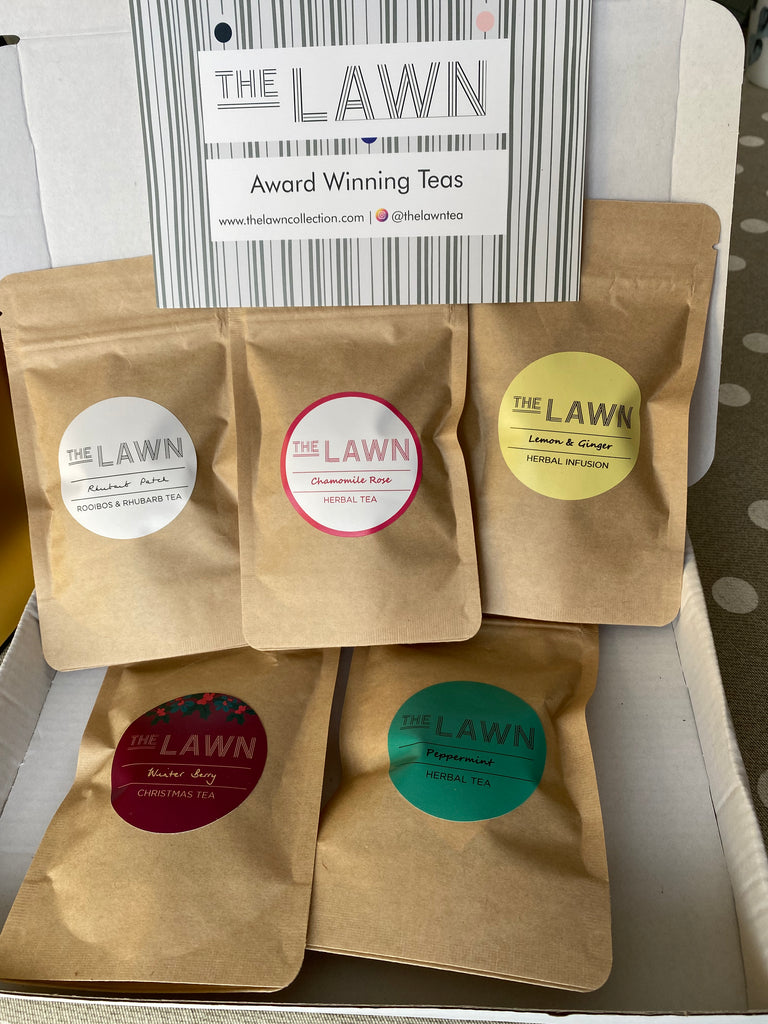 THE LAWN
Award Winning Teas
www.thelawncollection.com | @thelawntea
THE LAWN
Rhubarb Patch
ROOIBOS & RHUBARB TEA
THE LAWN
Chamomile Rose
HERBAL TEA
THE LAWN
Lemon & Ginger
HERBAL INFUSION
THE LAWN
Winter Berry
CHRISTMAS TEA
THE LAWN
Peppermint
HERBAL TEA